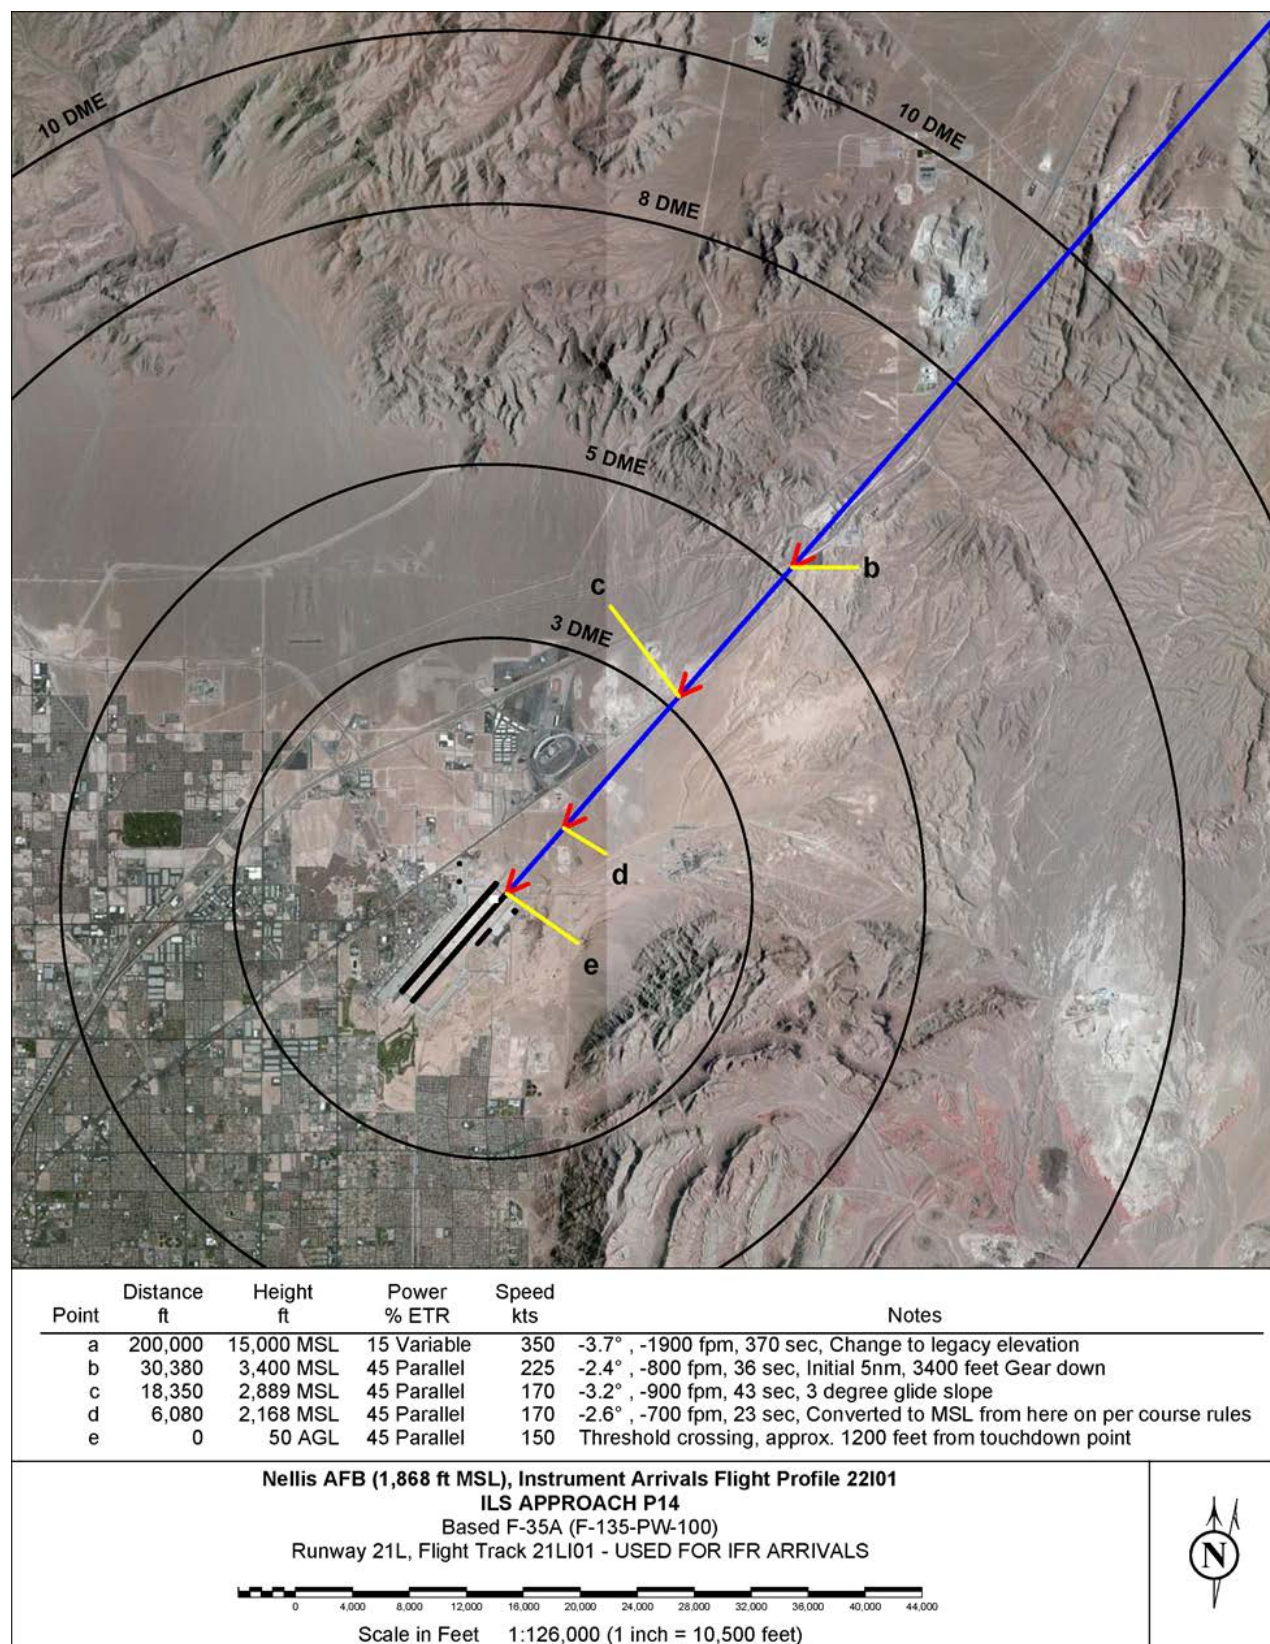 10 DME
10 DME
8 DME
5 DME
b
c
3 DME
d
e
Point Distance ft Height ft Power % ETR Speed kts Notes
a 200,000 15,000 MSL 15 Variable 350 -3.7° , -1900 fpm, 370 sec, Change to legacy elevation
b 30,380 3,400 MSL 45 Parallel 225 -2.4° , -800 fpm, 36 sec, Initial 5nm, 3400 feet Gear down
c 18,350 2,889 MSL 45 Parallel 170 -3.2° , -900 fpm, 43 sec, 3 degree glide slope
d 6,080 2,168 MSL 45 Parallel 170 -2.6° , -700 fpm, 23 sec, Converted to MSL from here on per course rules
e 0 50 AGL 45 Parallel 150 Threshold crossing, approx. 1200 feet from touchdown point
Nellis AFB (1,868 ft MSL), Instrument Arrivals Flight Profile 22I01
ILS APPROACH P14
Based F-35A (F-135-PW-100)
Runway 21L, Flight Track 21LI01 - USED FOR IFR ARRIVALS
0 4,000 8,000 12,000 16,000 20,000 24,000 28,000 32,000 36,000 40,000 44,000
Scale in Feet 1:126,000 (1 inch = 10,500 feet)
N